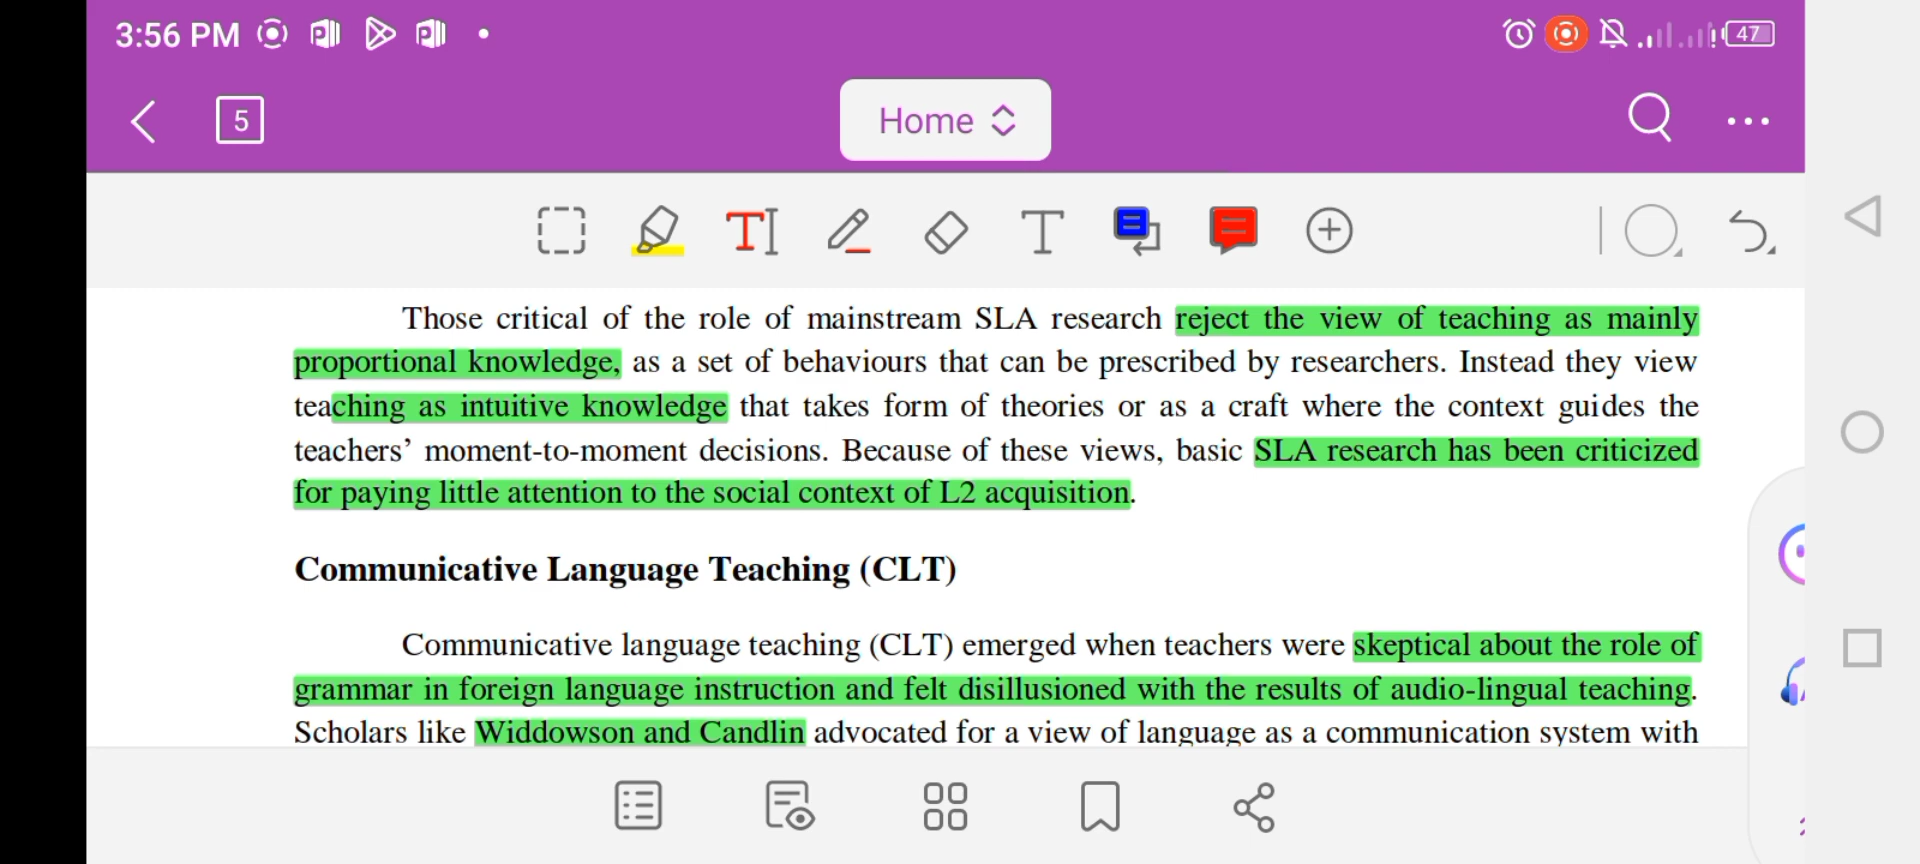 3:56 PM
47
5
Home
Those critical of the role of mainstream SLA research reject the view of teaching as mainly
proportional knowledge, as a set of behaviours that can be prescribed by researchers. Instead they view
teaching as intuitive knowledge that takes form of theories or as a craft where the context guides the
teachers’ moment-to-moment decisions. Because of these views, basic SLA research has been criticized
for paying little attention to the social context of L2 acquisition.
Communicative Language Teaching (CLT)
Communicative language teaching (CLT) emerged when teachers were skeptical about the role of
grammar in foreign language instruction and felt disillusioned with the results of audio-lingual teaching.
Scholars like Widdowson and Candlin advocated for a view of language as a communication system with